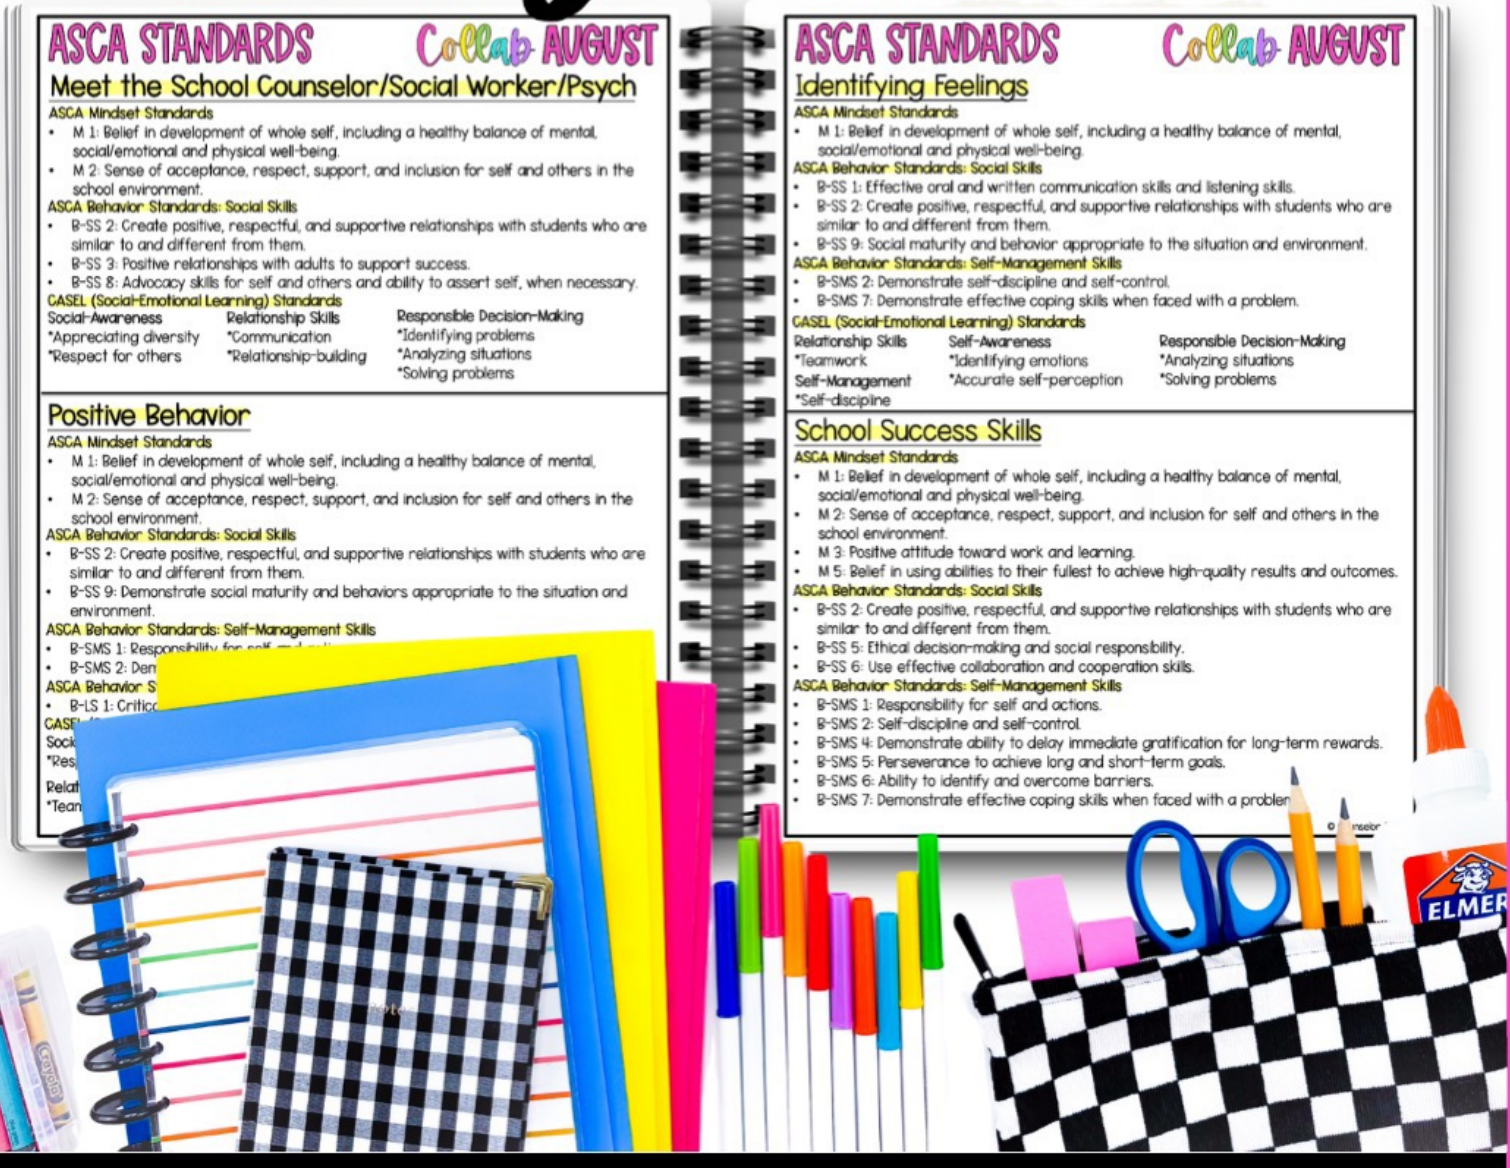 ASCA STANDARDS Collab AUGUST
Meet the School Counselor/Social Worker/Psych
ASCA Mindset Standards
• M 1: Belief in development of whole self, including a healthy balance of mental,
social/emotional and physical well-being.
• M 2: Sense of acceptance, respect, support, and inclusion for self and others in the
school environment.
ASCA Behavior Standards: Social Skills
• B-SS 2: Create positive, respectful, and supportive relationships with students who are
similar to and different from them.
• B-SS 3: Positive relationships with adults to support success.
• B-SS 8: Advocacy skills for self and others and ability to assert self, when necessary.
CASEL (Social-Emotional Learning) Standards
Social-Awareness Relationship Skills Responsible Decision-Making
*Appreciating diversity *Communication *Identifying problems
*Respect for others *Relationship-building *Analyzing situations
*Solving problems
Positive Behavior
ASCA Mindset Standards
• M 1: Belief in development of whole self, including a healthy balance of mental,
social/emotional and physical well-being.
• M 2: Sense of acceptance, respect, support, and inclusion for self and others in the
school environment.
ASCA Behavior Standards: Social Skills
• B-SS 2: Create positive, respectful, and supportive relationships with students who are
similar to and different from them.
• B-SS 9: Demonstrate social maturity and behaviors appropriate to the situation and
environment.
ASCA Behavior Standards: Self-Management Skills
• B-SMS 1: Responsibility for self
• B-SMS 2:
ASCA Behavior
• B-LS 1:
ASCA STANDARDS Collab AUGUST
Identifying Feelings
ASCA Mindset Standards
• M 1: Belief in development of whole self, including a healthy balance of mental,
social/emotional and physical well-being.
ASCA Behavior Standards: Social Skills
• B-SS 1: Effective oral and written communication skills and listening skills.
• B-SS 2: Create positive, respectful, and supportive relationships with students who are
similar to and different from them.
• B-SS 9: Social maturity and behavior appropriate to the situation and environment.
ASCA Behavior Standards: Self-Management Skills
• B-SMS 2: Demonstrate self-discipline and self-control.
• B-SMS 7: Demonstrate effective coping skills when faced with a problem.
CASEL (Social-Emotional Learning) Standards
Relationship Skills Self-Awareness Responsible Decision-Making
*Teamwork *Identifying emotions *Analyzing situations
Self-Management *Accurate self-perception *Solving problems
*Self-discipline
School Success Skills
ASCA Mindset Standards
• M 1: Belief in development of whole self, including a healthy balance of mental,
social/emotional and physical well-being.
• M 2: Sense of acceptance, respect, support, and inclusion for self and others in the
school environment.
• M 3: Positive attitude toward work and learning.
• M 5: Belief in using abilities to their fullest to achieve high-quality results and outcomes.
ASCA Behavior Standards: Social Skills
• B-SS 2: Create positive, respectful, and supportive relationships with students who are
similar to and different from them.
• B-SS 5: Ethical decision-making and social responsibility.
• B-SS 6: Use effective collaboration and cooperation skills.
ASCA Behavior Standards: Self-Management Skills
• B-SMS 1: Responsibility for self and actions.
• B-SMS 2: Self-discipline and self-control.
• B-SMS 4: Demonstrate ability to delay immediate gratification for long-term rewards.
• B-SMS 5: Perseverance to achieve long and short-term goals.
• B-SMS 6: Ability to identify and overcome barriers.
• B-SMS 7: Demonstrate effective coping skills when faced with a problem
notes
Crayola
ELMER